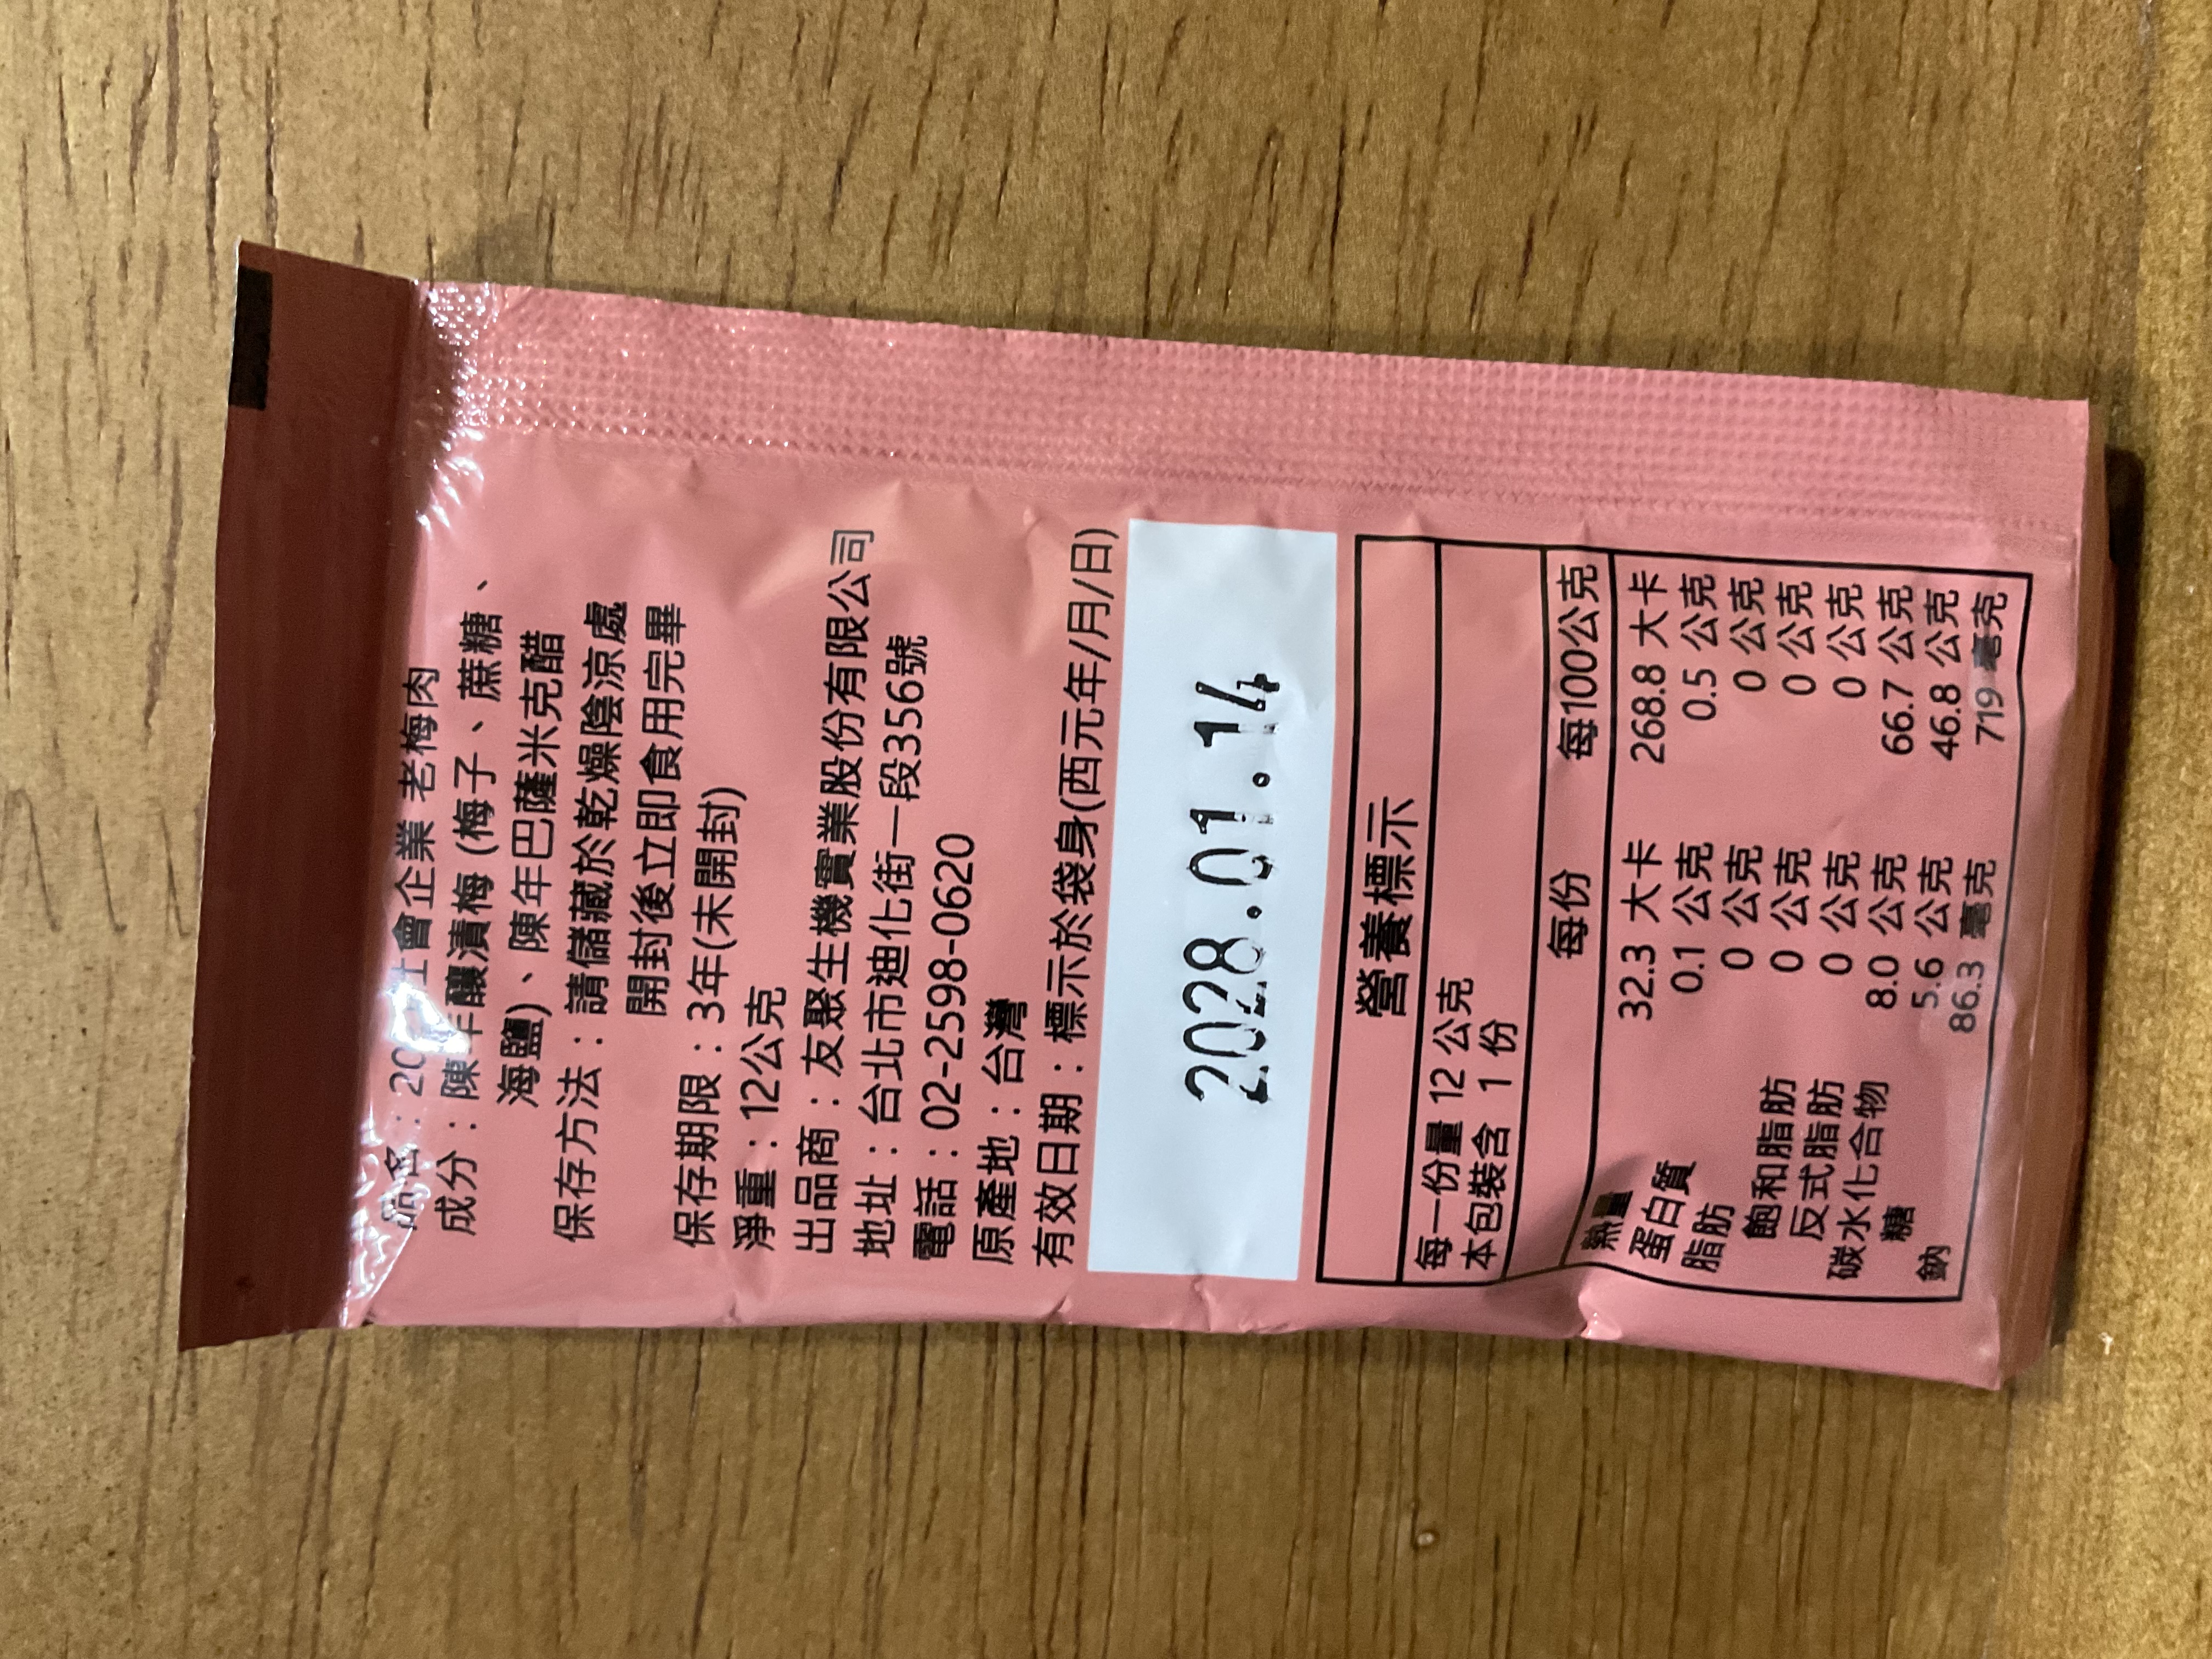 品名：20 社會企業 老梅肉
成分：陳年釀漬梅 (梅子、蔗糖、
海鹽)、陳年巴薩米克醋
保存方法：請儲藏於乾燥陰涼處
開封後立即食用完畢
保存期限：3年(未開封)
淨重：12公克
出品商：友聚生機實業股份有限公司
地址：台北市迪化街一段356號
電話：02-2598-0620
原產地：台灣
有效日期：標示於袋身(西元年/月/日)
2028.01.14
營養標示
每一份量 12 公克
本包裝含 1 份
每份 每100公克
熱量 32.3 大卡 268.8 大卡
蛋白質 0.1 公克 0.5 公克
脂肪 0 公克 0 公克
飽和脂肪 0 公克 0 公克
反式脂肪 0 公克 0 公克
碳水化合物 8.0 公克 66.7 公克
糖 5.6 公克 46.8 公克
鈉 86.3 毫克 719 毫克